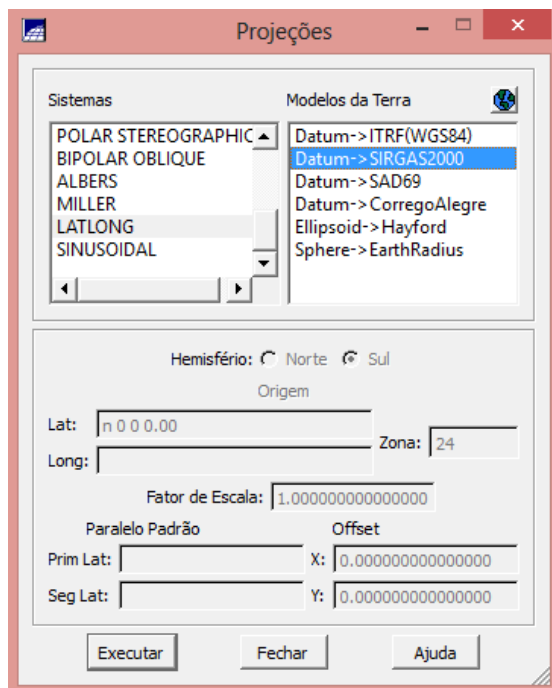 Projeções
Sistemas
Modelos da Terra
POLAR STEREOGRAPHIC
BIPOLAR OBLIQUE
ALBERS
MILLER
LATLONG
SINUSOIDAL
Datum->ITRF(WGS84)
Datum->SIRGAS2000
Datum->SAD69
Datum->CorregoAlegre
Ellipsoid->Hayford
Sphere->EarthRadius
Hemisfério: Norte Sul
Origem
Lat: n 0 0 0.00
Long:
Zona: 24
Fator de Escala: 1.000000000000000
Paralelo Padrão Offset
Prim Lat: X: 0.000000000000000
Seg Lat: Y: 0.000000000000000
Executar Fechar Ajuda